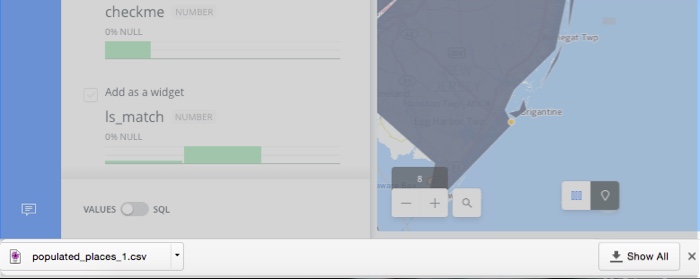 checkme NUMBER
0% NULL
Add as a widget
ls_match NUMBER
0% NULL
VALUES SQL
negat Twp
Brigantine
8
populated_places_1.csv
Show All